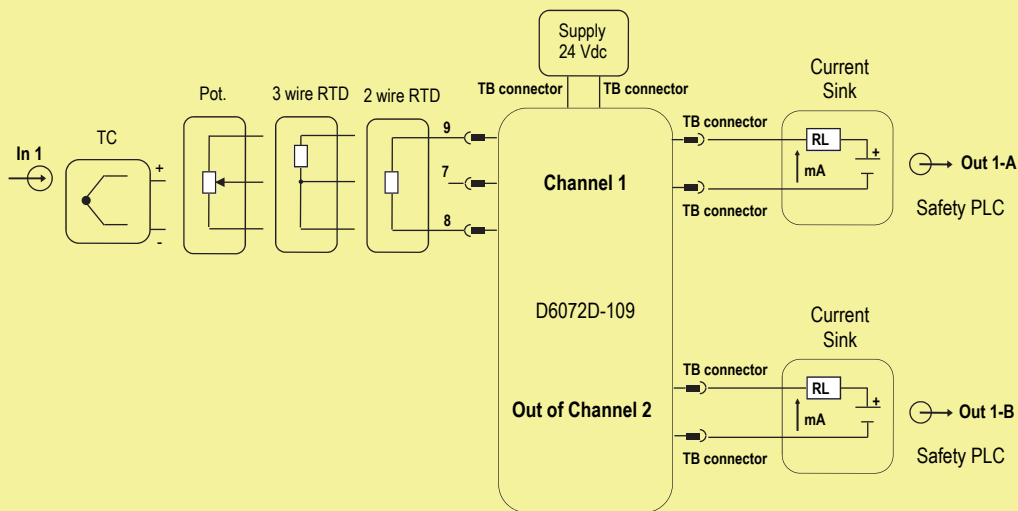 Supply
24 Vdc
TB connector
TB connector
Current
Sink
Pot.
3 wire RTD
2 wire RTD
TC
In 1
+
-
9
7
8
Channel 1
TB connector
RL
+
mA
TB connector
Out 1-A
Safety PLC
D6072D-109
Current
Sink
Out of Channel 2
TB connector
RL
+
mA
TB connector
Out 1-B
Safety PLC